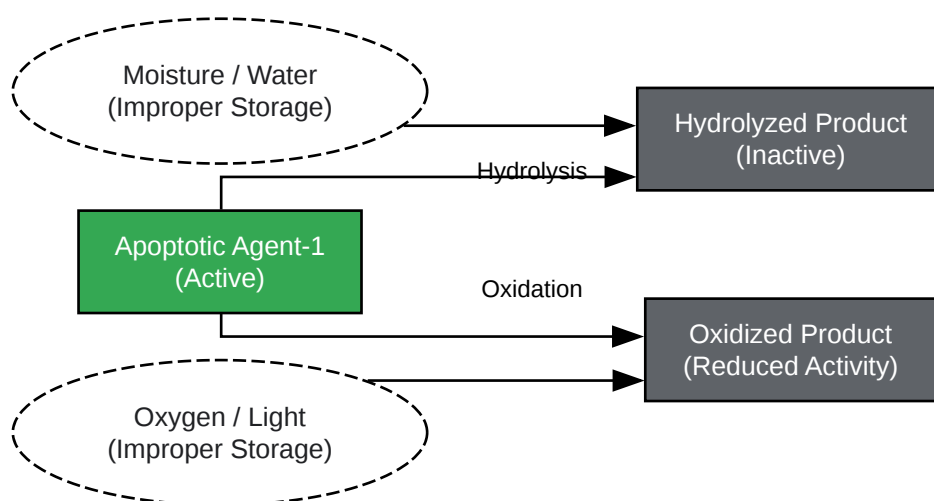 Moisture / Water
(Improper Storage)
Hydrolyzed Product
(Inactive)
Hydrolysis
Apoptotic Agent-1
(Active)
Oxidation
Oxidized Product
(Reduced Activity)
Oxygen / Light
(Improper Storage)